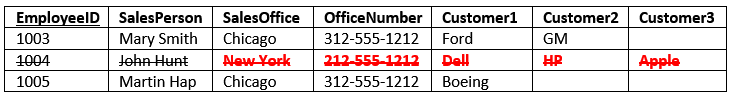 EmployeeID SalesPerson SalesOffice OfficeNumber Customer1 Customer2 Customer3
1003 Mary Smith Chicago 312-555-1212 Ford GM
1004 John Hunt New York 212-555-1212 Dell HP Apple
1005 Martin Hap Chicago 312-555-1212 Boeing